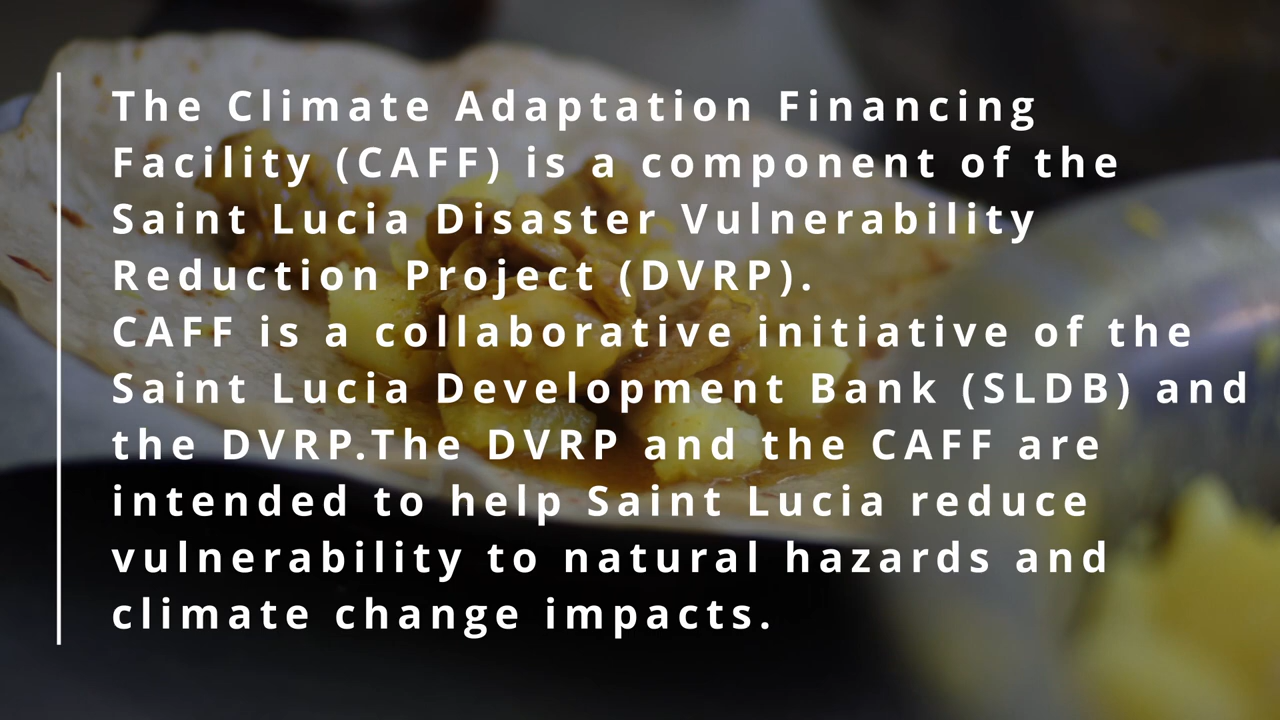 The Climate Adaptation Financing
Facility (CAFF) is a component of the
Saint Lucia Disaster Vulnerability
Reduction Project (DVRP).
CAFF is a collaborative initiative of the
Saint Lucia Development Bank (SLDB) and
the DVRP.The DVRP and the CAFF are
intended to help Saint Lucia reduce
vulnerability to natural hazards and
climate change impacts.